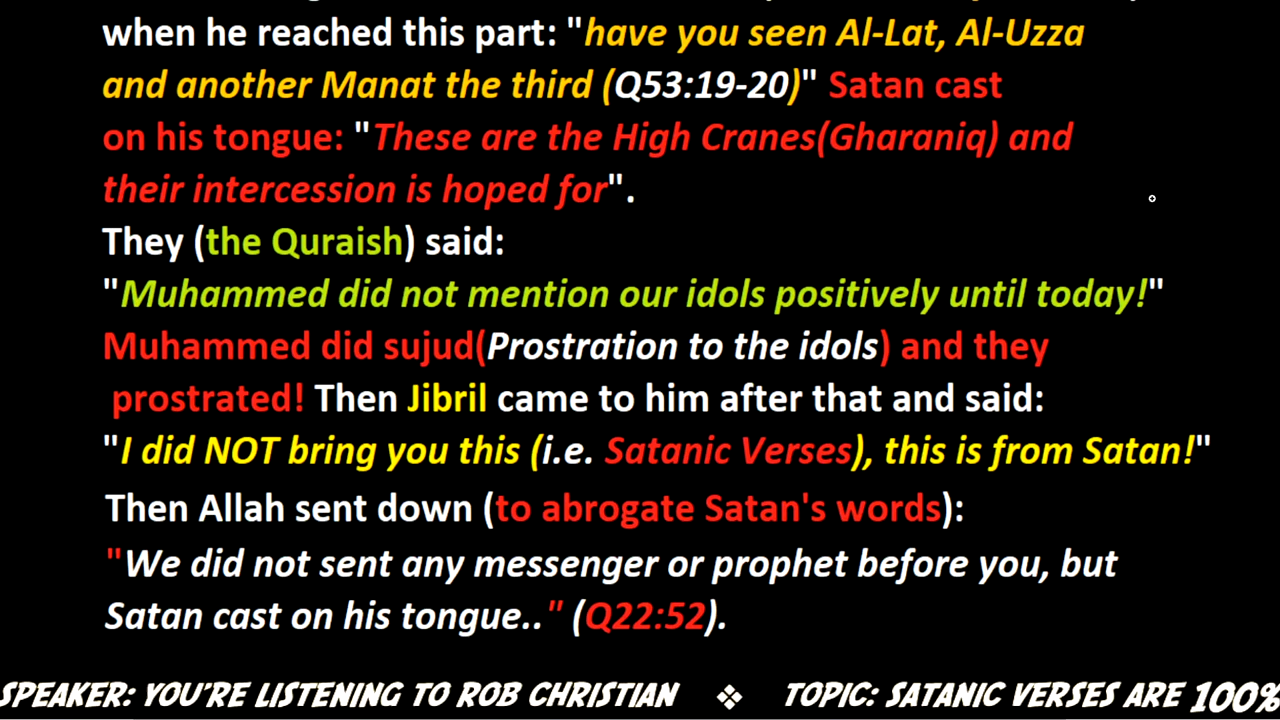 when he reached this part: "have you seen Al-Lat, Al-Uzza
and another Manat the third (Q53:19-20)" Satan cast
on his tongue: "These are the High Cranes(Gharaniq) and
their intercession is hoped for".
They (the Quraish) said:
"Muhammed did not mention our idols positively until today!"
Muhammed did sujud(Prostration to the idols) and they
prostrated! Then Jibril came to him after that and said:
"I did NOT bring you this (i.e. Satanic Verses), this is from Satan!"
Then Allah sent down (to abrogate Satan's words):
"We did not sent any messenger or prophet before you, but
Satan cast on his tongue.." (Q22:52).
SPEAKER: YOU'RE LISTENING TO ROB CHRISTIAN ❖ TOPIC: SATANIC VERSES ARE 100%